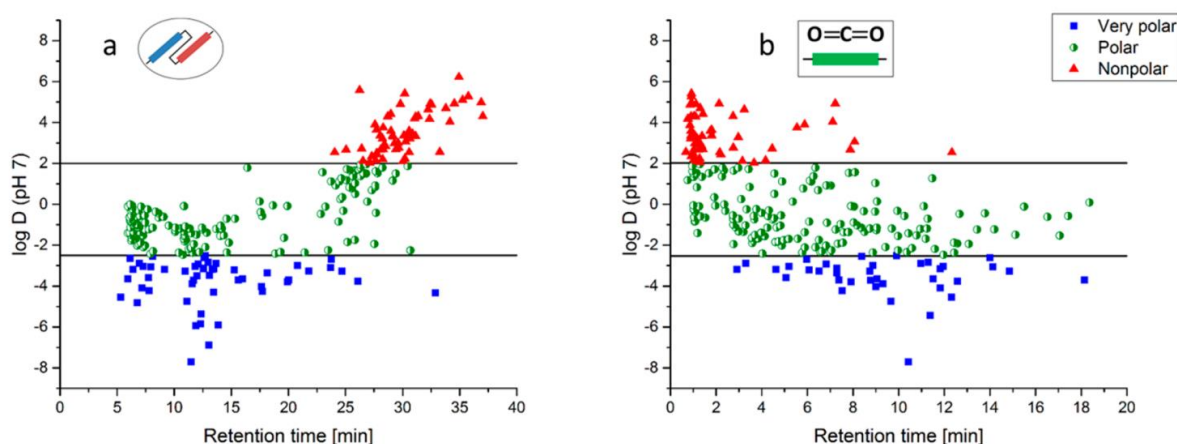 a
log D (pH 7)
8
6
4
2
0
-2
-4
-6
-8
0 5 10 15 20 25 30 35 40
Retention time [min]
b
O=C=O
log D (pH 7)
8
6
4
2
0
-2
-4
-6
-8
0 2 4 6 8 10 12 14 16 18 20
Retention time [min]
Very polar
Polar
Nonpolar